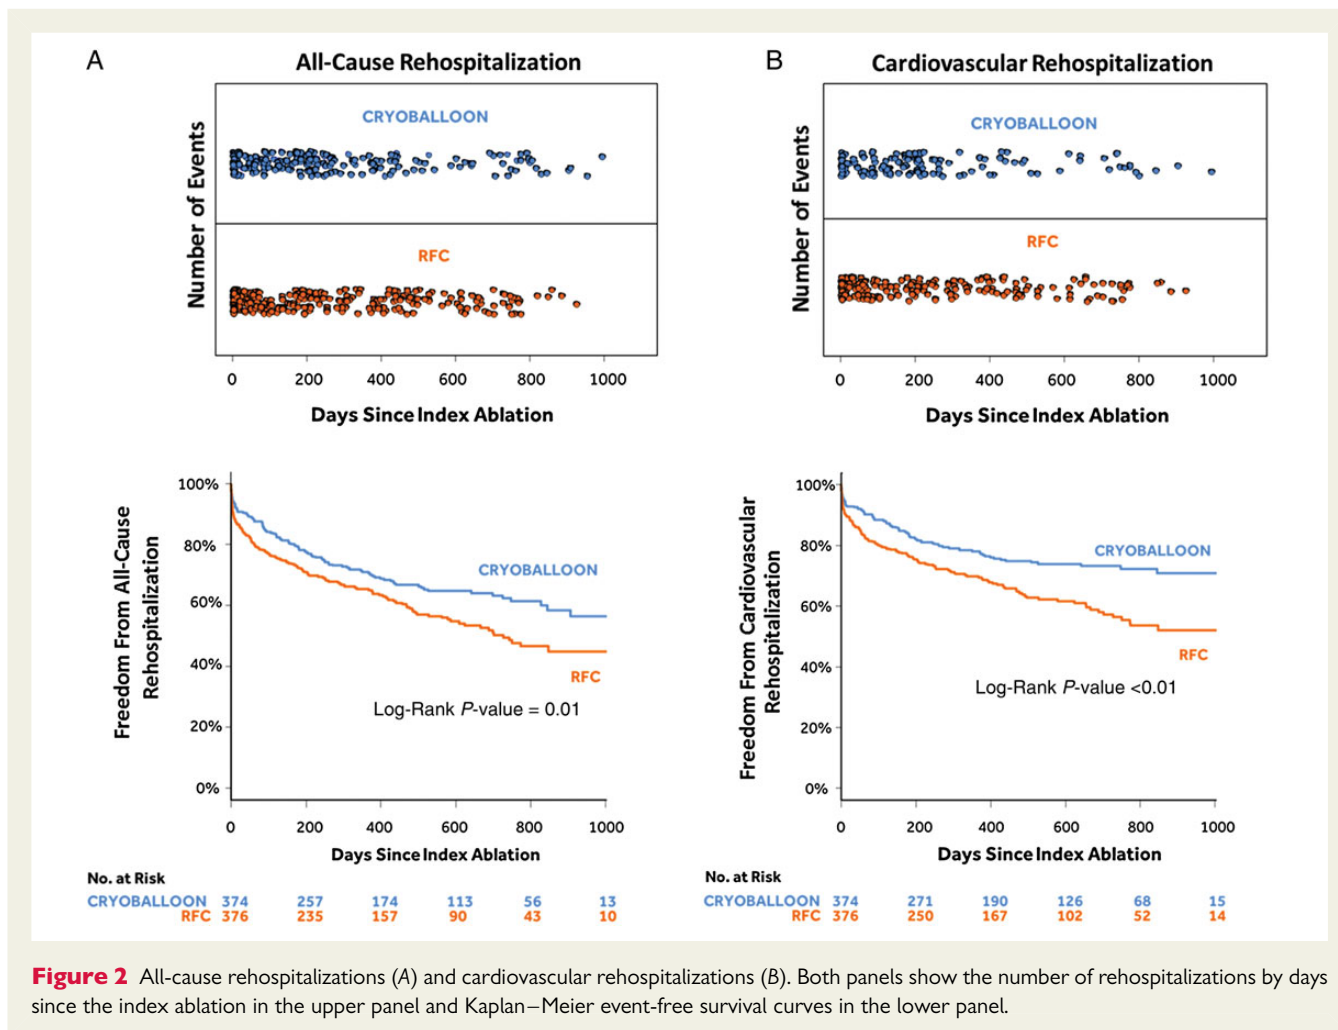 A
All-Cause Rehospitalization
Number of Events
CRYOBALLOON
RFC
0 200 400 600 800 1000
Days Since Index Ablation
B
Cardiovascular Rehospitalization
Number of Events
CRYOBALLOON
RFC
0 200 400 600 800 1000
Days Since Index Ablation
Freedom From All-Cause
Rehospitalization
100%
80%
60%
40%
20%
0%
CRYOBALLOON
RFC
Log-Rank P-value = 0.01
0 200 400 600 800 1000
Days Since Index Ablation
No. at Risk
CRYOBALLOON 374 257 174 113 56 13
RFC 376 235 157 90 43 10
Freedom From Cardiovascular
Rehospitalization
100%
80%
60%
40%
20%
0%
CRYOBALLOON
RFC
Log-Rank P-value <0.01
0 200 400 600 800 1000
Days Since Index Ablation
No. at Risk
CRYOBALLOON 374 271 190 126 68 15
RFC 376 250 167 102 52 14
Figure 2 All-cause rehospitalizations (A) and cardiovascular rehospitalizations (B). Both panels show the number of rehospitalizations by days
since the index ablation in the upper panel and Kaplan–Meier event-free survival curves in the lower panel.